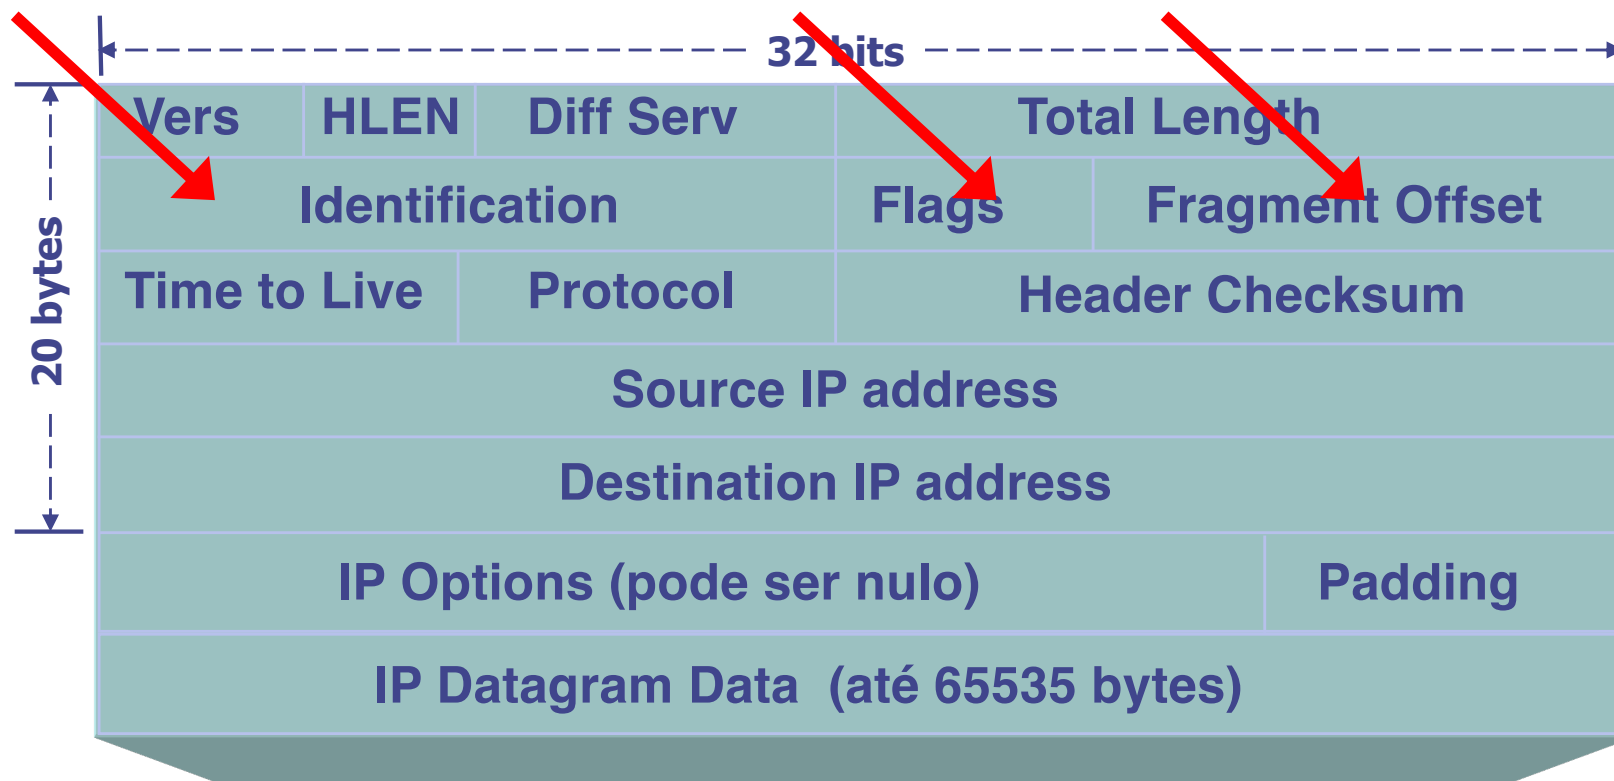 32 bits
20 bytes
Vers HLEN Diff Serv Total Length
Identification Flags Fragment Offset
Time to Live Protocol Header Checksum
Source IP address
Destination IP address
IP Options (pode ser nulo) Padding
IP Datagram Data (até 65535 bytes)